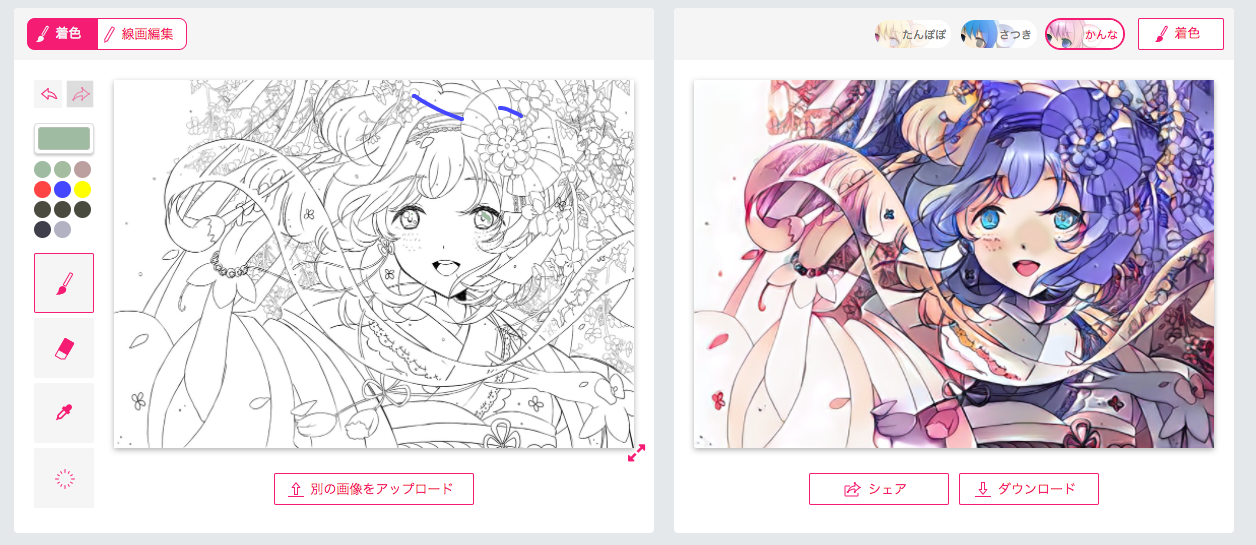 着色
線画編集
たんぽぽ
さつき
かんな
着色
別の画像をアップロード
シェア
ダウンロード